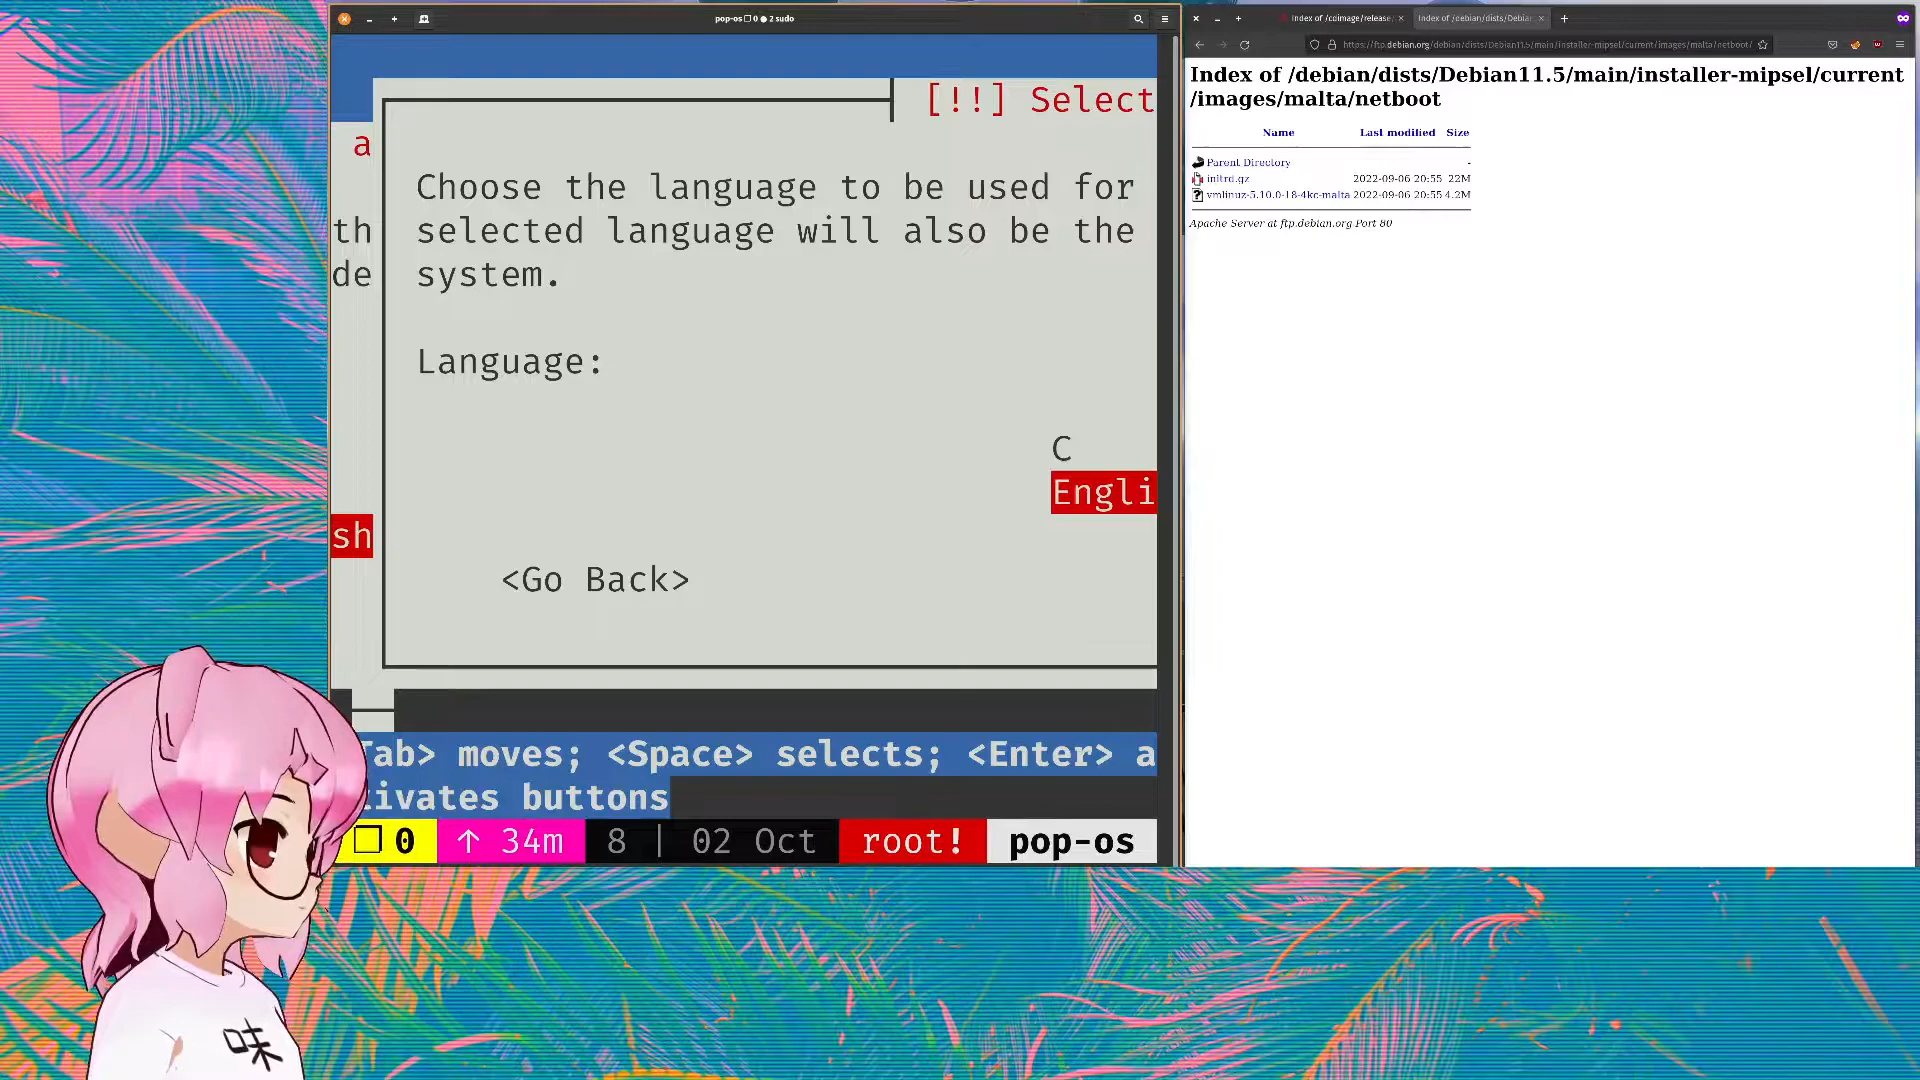 pop-os ❐ 0 ● 2 sudo
[!!] Select
a
Choose the language to be used for
th selected language will also be the
de system.
Language:
C
Engli
sh
<Go Back>
Tab> moves; <Space> selects; <Enter> a
tivates buttons
❐ 0 ↑ 34m 8 | 02 Oct root! pop-os
Index of /cdimage/release
Index of /debian/dists/Debian
https://ftp.debian.org/debian/dists/Debian11.5/main/installer-mipsel/current/images/malta/netboot/
Index of /debian/dists/Debian11.5/main/installer-mipsel/current
/images/malta/netboot
Name Last modified Size
Parent Directory -
initrd.gz 2022-09-06 20:55 22M
vmlinuz-5.10.0-18-4kc-malta 2022-09-06 20:55 4.2M
Apache Server at ftp.debian.org Port 80
味